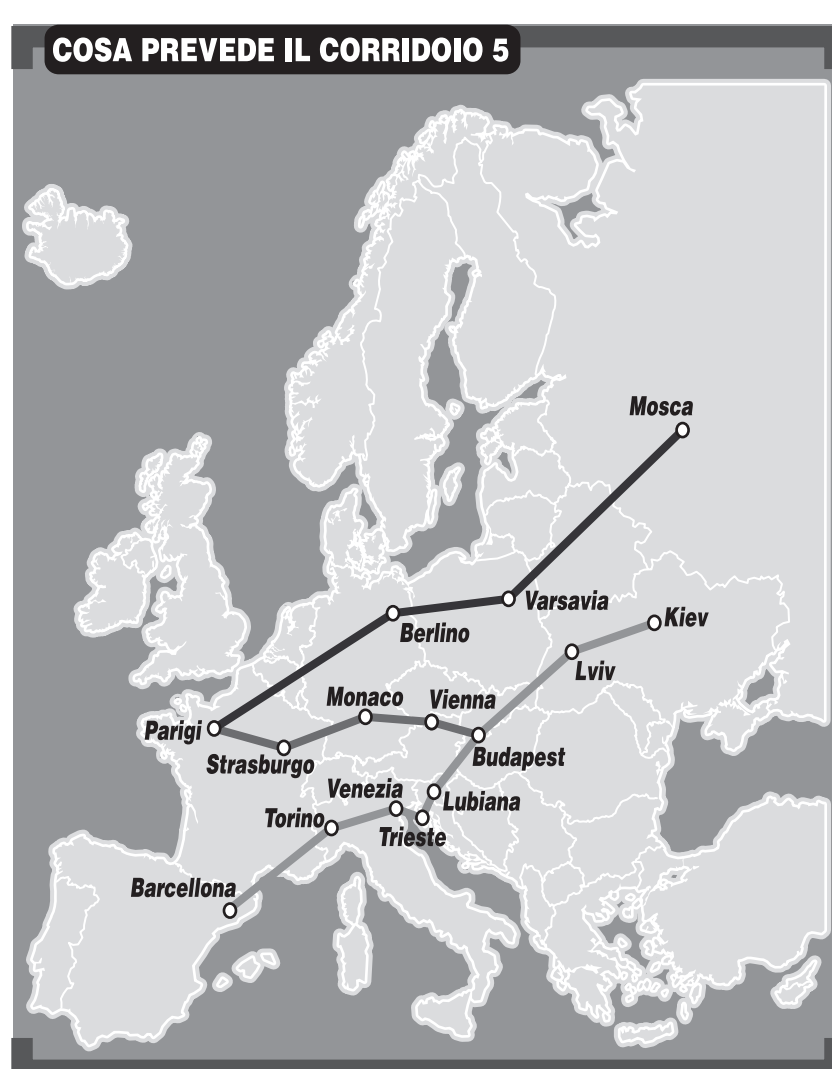 COSA PREVEDE IL CORRIDOIO 5
Mosca
Varsavia
Kiev
Berlino
Lviv
Monaco
Vienna
Parigi
Strasburgo
Budapest
Venezia
Lubiana
Torino
Trieste
Barcellona